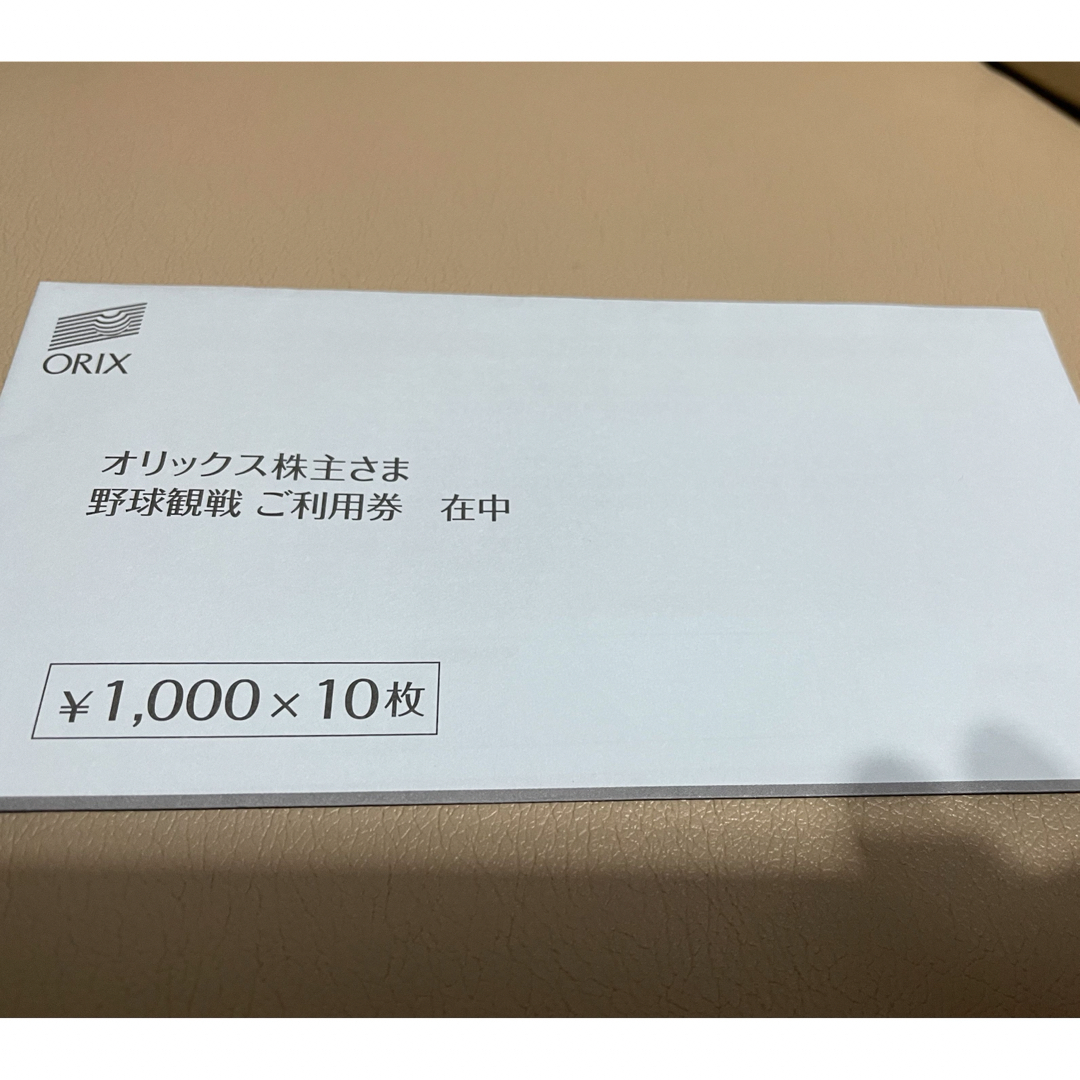 ORIX
オリックス株主さま
野球観戦 ご利用券 在中
¥1,000×10枚